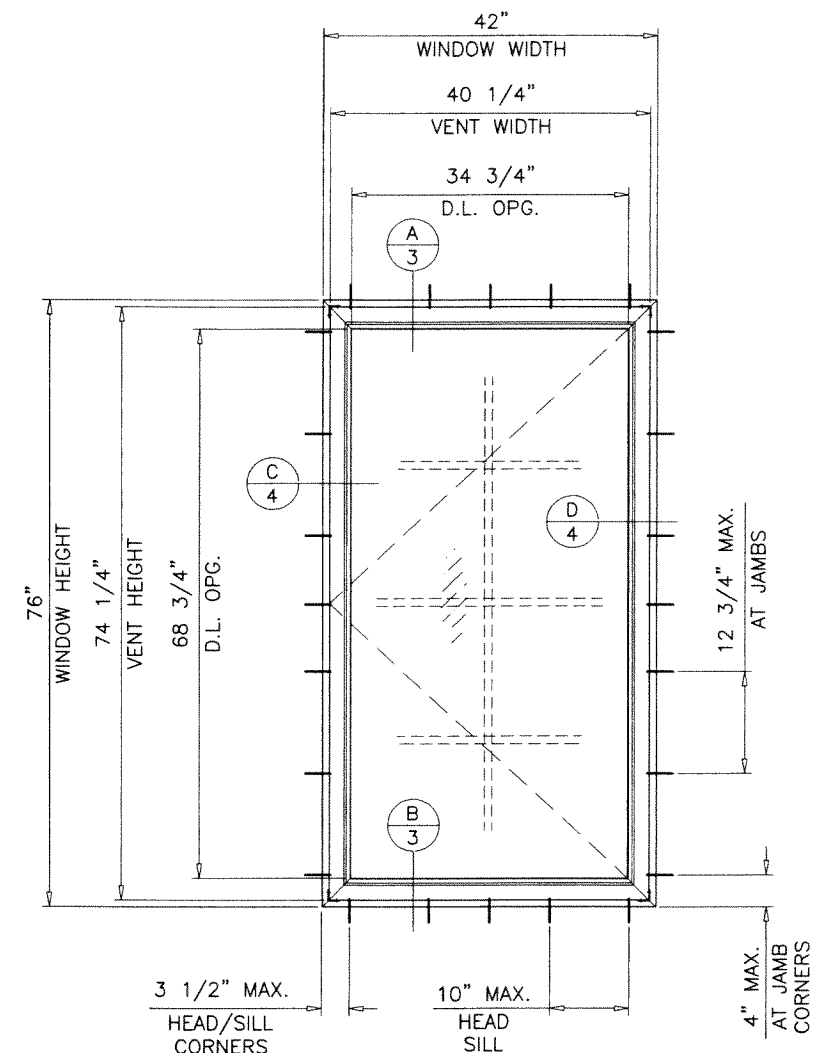 42"
WINDOW WIDTH
40 1/4"
VENT WIDTH
34 3/4"
D.L. OPG.
A
3
C
4
D
4
76"
WINDOW HEIGHT
74 1/4"
VENT HEIGHT
68 3/4"
D.L. OPG.
12 3/4" MAX.
AT JAMBS
B
3
3 1/2" MAX.
HEAD/SILL
CORNERS
10" MAX.
HEAD
SILL
4" MAX.
AT JAMB
CORNERS